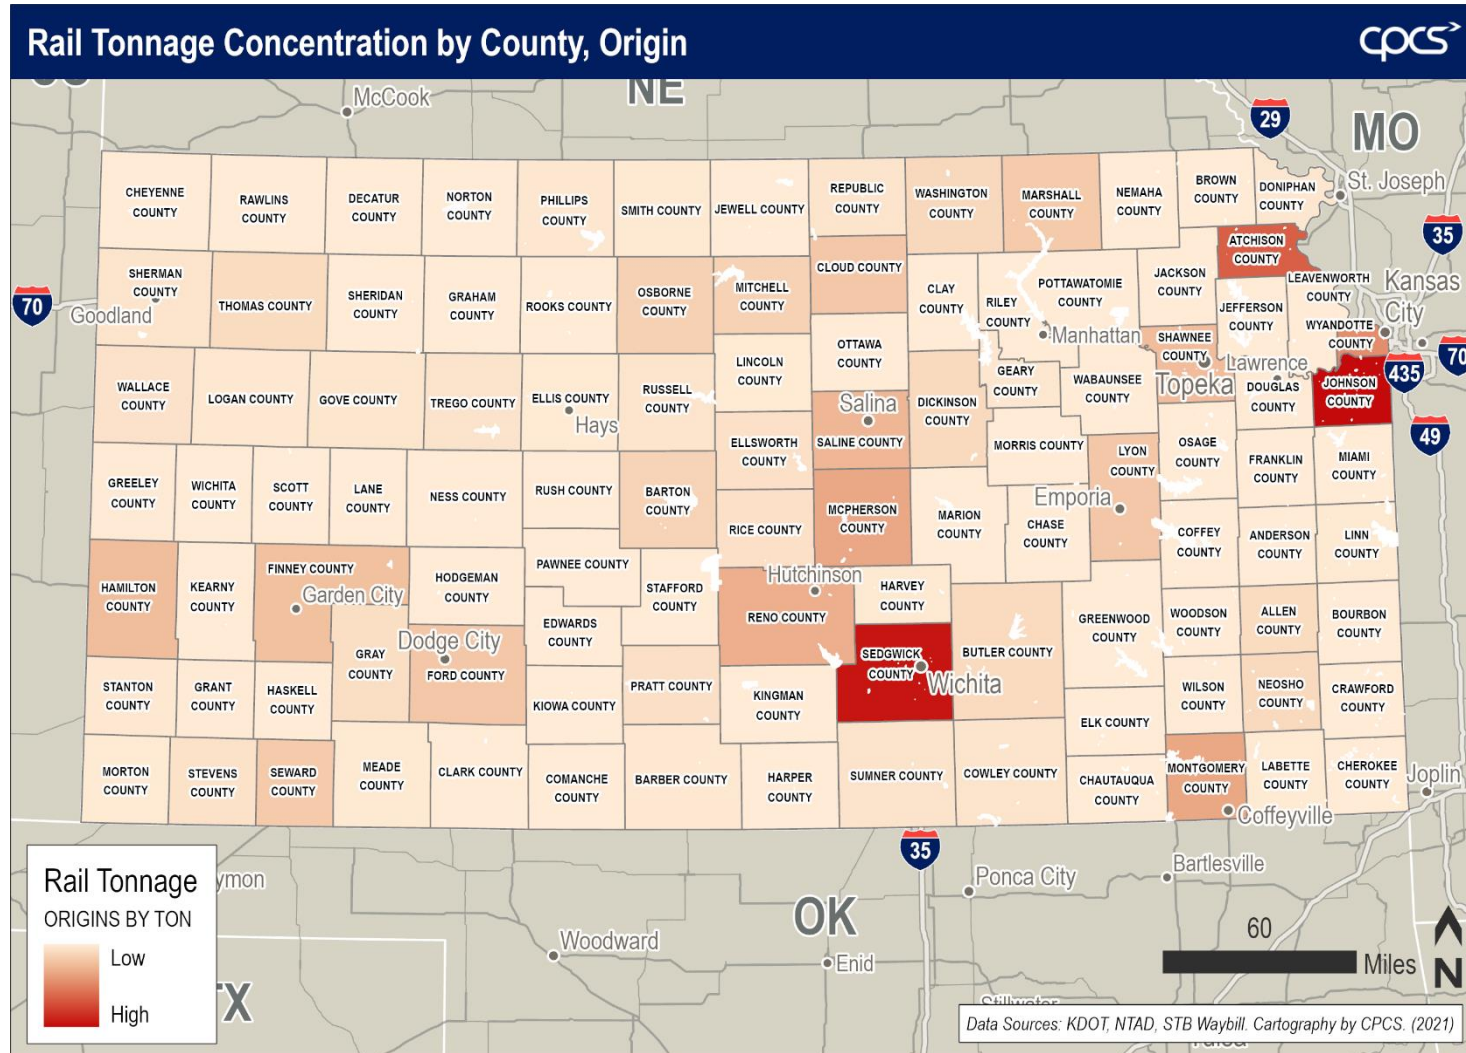 Rail Tonnage Concentration by County, Origin
cpcs
McCook
NE
29
MO
St. Joseph
35
Kansas
City
70
70
435
49
CHEYENNE
COUNTY
RAWLINS
COUNTY
DECATUR
COUNTY
NORTON
COUNTY
PHILLIPS
COUNTY
SMITH COUNTY
JEWELL COUNTY
REPUBLIC
COUNTY
WASHINGTON
COUNTY
MARSHALL
COUNTY
NEMAHA
COUNTY
BROWN
COUNTY
DONIPHAN
COUNTY
ATCHISON
COUNTY
SHERMAN
COUNTY
Goodland
THOMAS COUNTY
SHERIDAN
COUNTY
GRAHAM
COUNTY
ROOKS COUNTY
OSBORNE
COUNTY
MITCHELL
COUNTY
CLOUD COUNTY
CLAY
COUNTY
RILEY
COUNTY
POTTAWATOMIE
COUNTY
Manhattan
JACKSON
COUNTY
JEFFERSON
COUNTY
LEAVENWORTH
COUNTY
WYANDOTTE
COUNTY
SHAWNEE
COUNTY
Topeka
Lawrence
DOUGLAS
COUNTY
JOHNSON
COUNTY
WALLACE
COUNTY
LOGAN COUNTY
GOVE COUNTY
TREGO COUNTY
ELLIS COUNTY
Hays
RUSSELL
COUNTY
LINCOLN
COUNTY
OTTAWA
COUNTY
Salina
SALINE COUNTY
DICKINSON
COUNTY
GEARY
COUNTY
WABAUNSEE
COUNTY
MORRIS COUNTY
LYON
COUNTY
Emporia
OSAGE
COUNTY
FRANKLIN
COUNTY
MIAMI
COUNTY
GREELEY
COUNTY
WICHITA
COUNTY
SCOTT
COUNTY
LANE
COUNTY
NESS COUNTY
RUSH COUNTY
BARTON
COUNTY
ELLSWORTH
COUNTY
RICE COUNTY
MCPHERSON
COUNTY
MARION
COUNTY
CHASE
COUNTY
COFFEY
COUNTY
ANDERSON
COUNTY
LINN
COUNTY
HAMILTON
COUNTY
KEARNY
COUNTY
FINNEY COUNTY
Garden City
HODGEMAN
COUNTY
PAWNEE COUNTY
EDWARDS
COUNTY
STAFFORD
COUNTY
Hutchinson
RENO COUNTY
HARVEY
COUNTY
SEDGWICK
COUNTY
Wichita
BUTLER COUNTY
GREENWOOD
COUNTY
WOODSON
COUNTY
ALLEN
COUNTY
BOURBON
COUNTY
GRAY
COUNTY
Dodge City
FORD COUNTY
STANTON
COUNTY
GRANT
COUNTY
HASKELL
COUNTY
KIOWA COUNTY
PRATT COUNTY
KINGMAN
COUNTY
ELK COUNTY
WILSON
COUNTY
NEOSHO
COUNTY
CRAWFORD
COUNTY
MORTON
COUNTY
STEVENS
COUNTY
SEWARD
COUNTY
MEADE
COUNTY
CLARK COUNTY
COMANCHE
COUNTY
BARBER COUNTY
HARPER
COUNTY
SUMNER COUNTY
COWLEY COUNTY
CHAUTAUQUA
COUNTY
MONTGOMERY
COUNTY
Coffeyville
LABETTE
COUNTY
CHEROKEE
COUNTY
Joplin
35
Ponca City
Bartlesville
OK
Woodward
Enid
Rail Tonnage
ORIGINS BY TON
Low
High
60
Miles
N
Data Sources: KDOT, NTAD, STB Waybill. Cartography by CPCS. (2021)